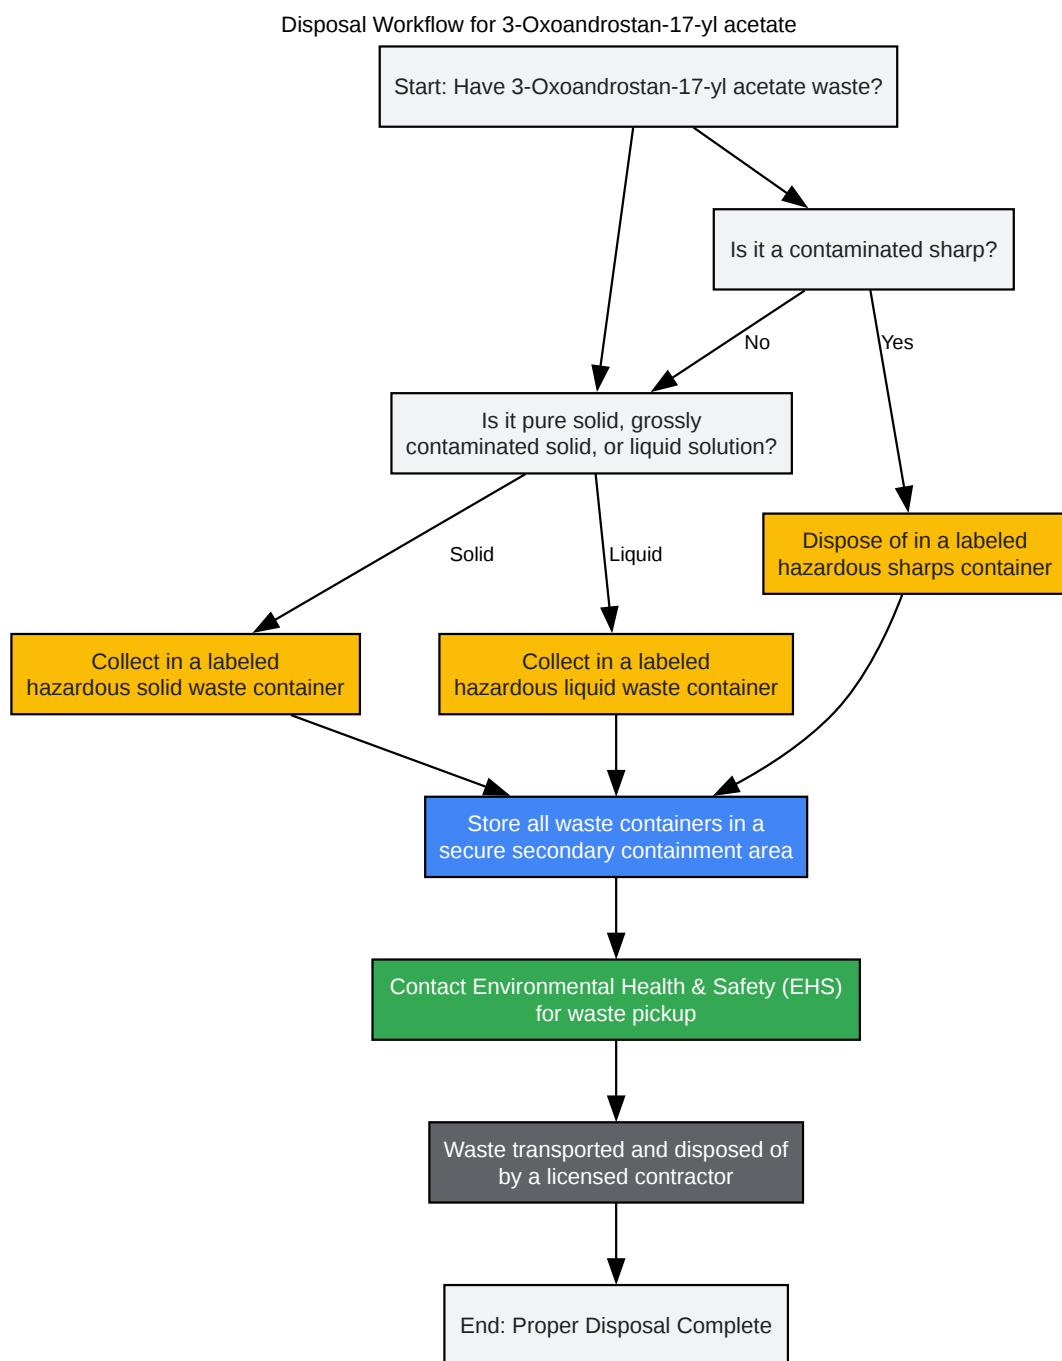 Disposal Workflow for 3-Oxoandrostan-17-yl acetate
Start: Have 3-Oxoandrostan-17-yl acetate waste?
Is it a contaminated sharp?
No
Yes
Is it pure solid, grossly
contaminated solid, or liquid solution?
Solid
Liquid
Dispose of in a labeled
hazardous sharps container
Collect in a labeled
hazardous solid waste container
Collect in a labeled
hazardous liquid waste container
Store all waste containers in a
secure secondary containment area
Contact Environmental Health & Safety (EHS)
for waste pickup
Waste transported and disposed of
by a licensed contractor
End: Proper Disposal Complete